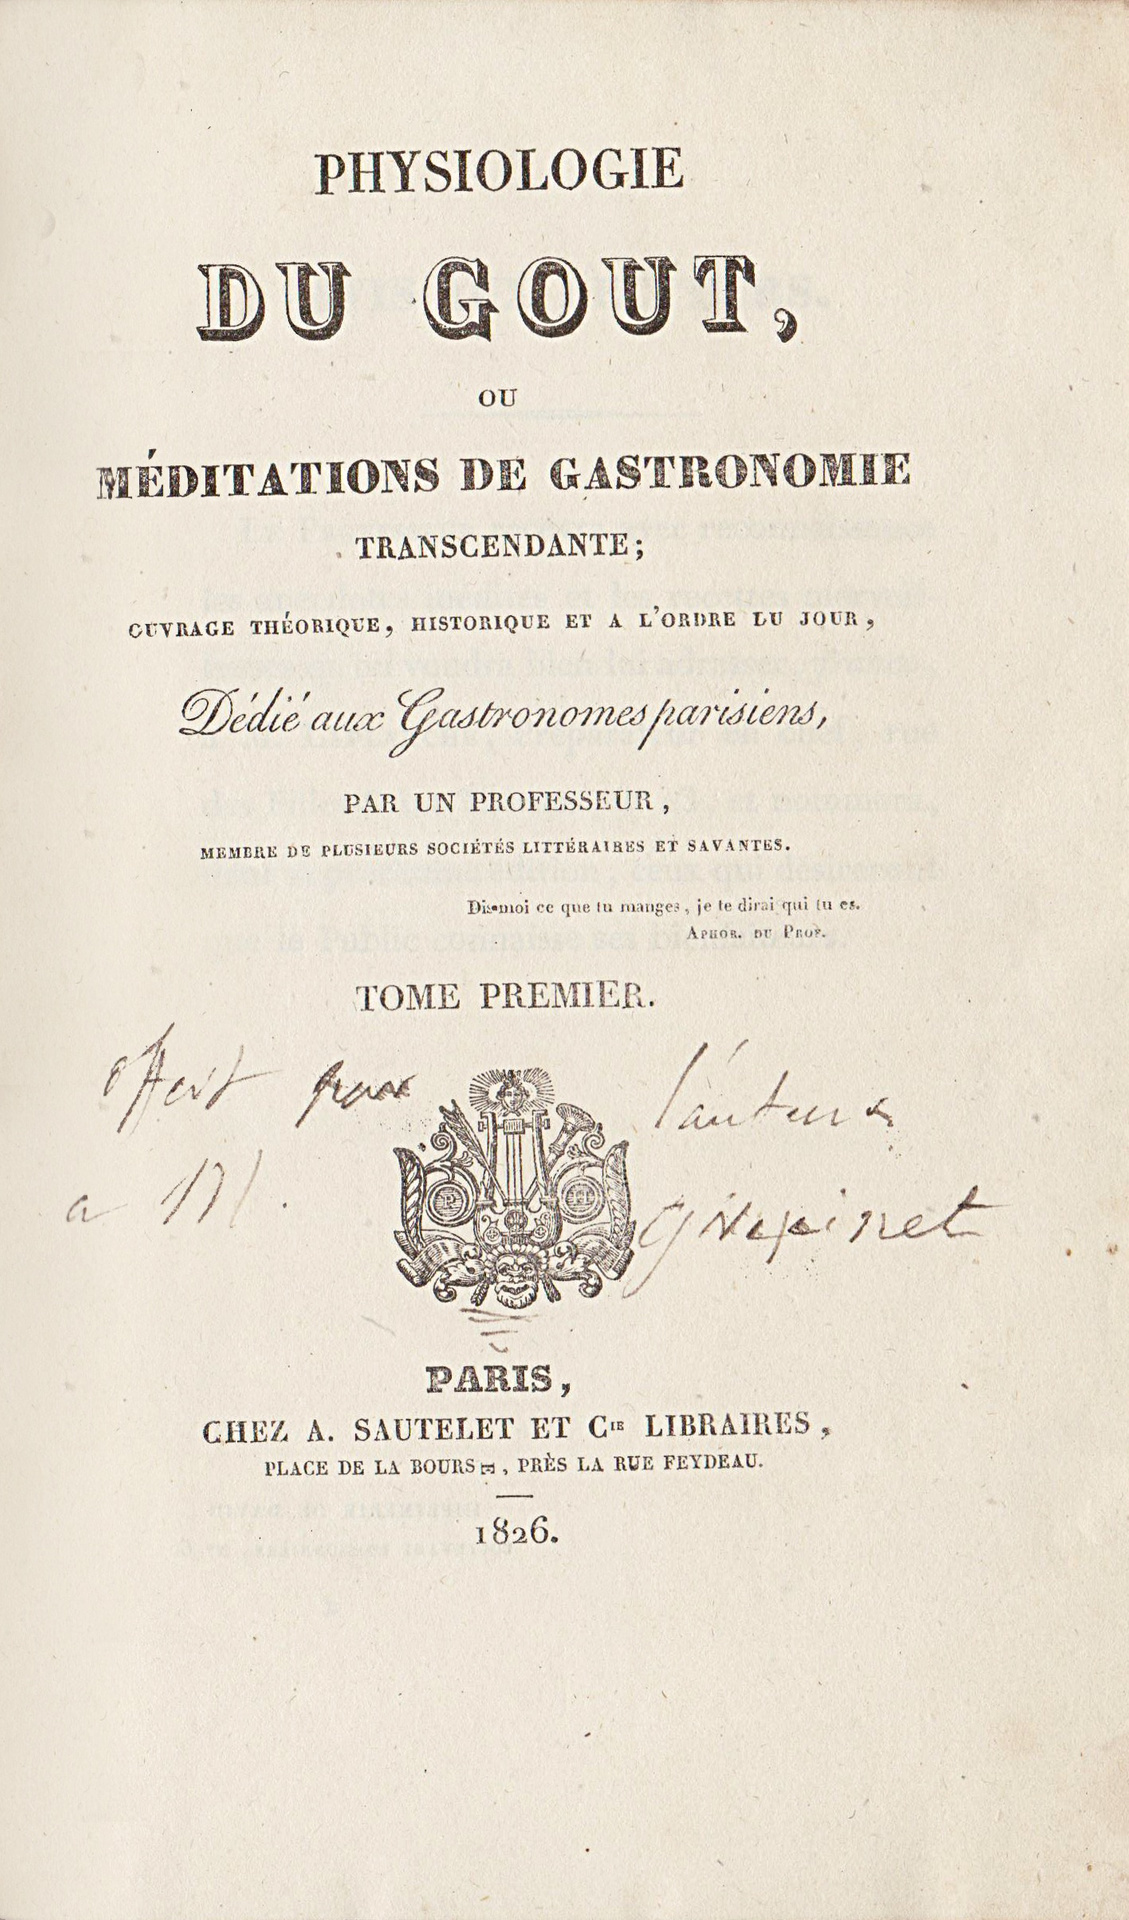 PHYSIOLOGIE
DU GOUT,
OU
MÉDITATIONS DE GASTRONOMIE
TRANSCENDANTE;
OUVRAGE THÉORIQUE, HISTORIQUE ET A L'ORDRE DU JOUR,
Dédié aux Gastronomes parisiens,
PAR UN PROFESSEUR,
MEMBRE DE PLUSIEURS SOCIÉTÉS LITTÉRAIRES ET SAVANTES.
Dis-moi ce que tu manges, je te dirai qui tu es.
APHOR. DU PROF.
TOME PREMIER.
offert par l'auteur
a M.
PARIS,
CHEZ A. SAUTELET ET Cie LIBRAIRES,
PLACE DE LA BOURSE, PRÈS LA RUE FEYDEAU.
1826.